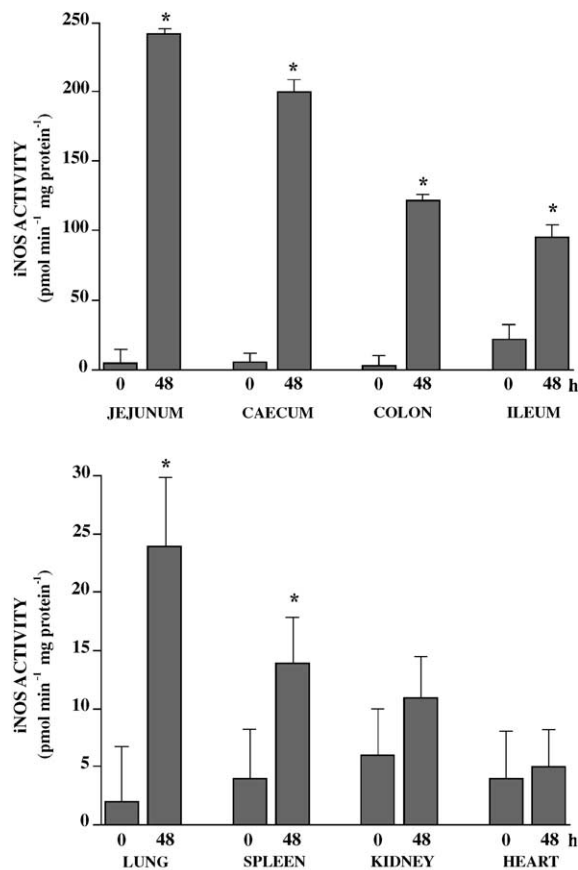 250
200
150
100
50
0
iNOS ACTIVITY
(pmol min⁻¹ mg protein⁻¹)
*
*
*
*
0 48 0 48 0 48 0 48 h
JEJUNUM CAECUM COLON ILEUM
30
25
20
15
10
5
0
iNOS ACTIVITY
(pmol min⁻¹ mg protein⁻¹)
*
*
0 48 0 48 0 48 0 48 h
LUNG SPLEEN KIDNEY HEART